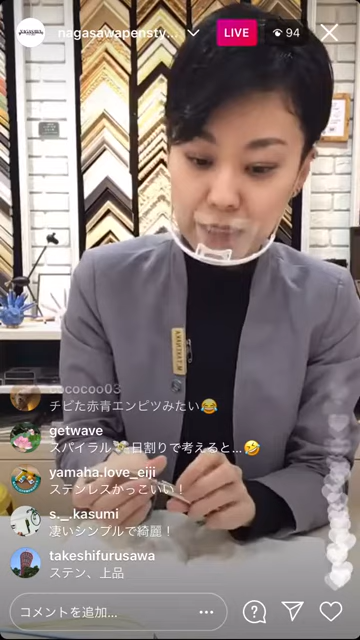 nagasawapensty...
LIVE
94
cococoo03
チビた赤青エンピツみたい😂
getwave
スパイラル💸日割りで考えると...🤣
yamaha.love_eiji
ステンレスかっこいい!
s._.kasumi
凄いシンプルで綺麗!
takeshifurusawa
ステン、上品
コメントを追加...